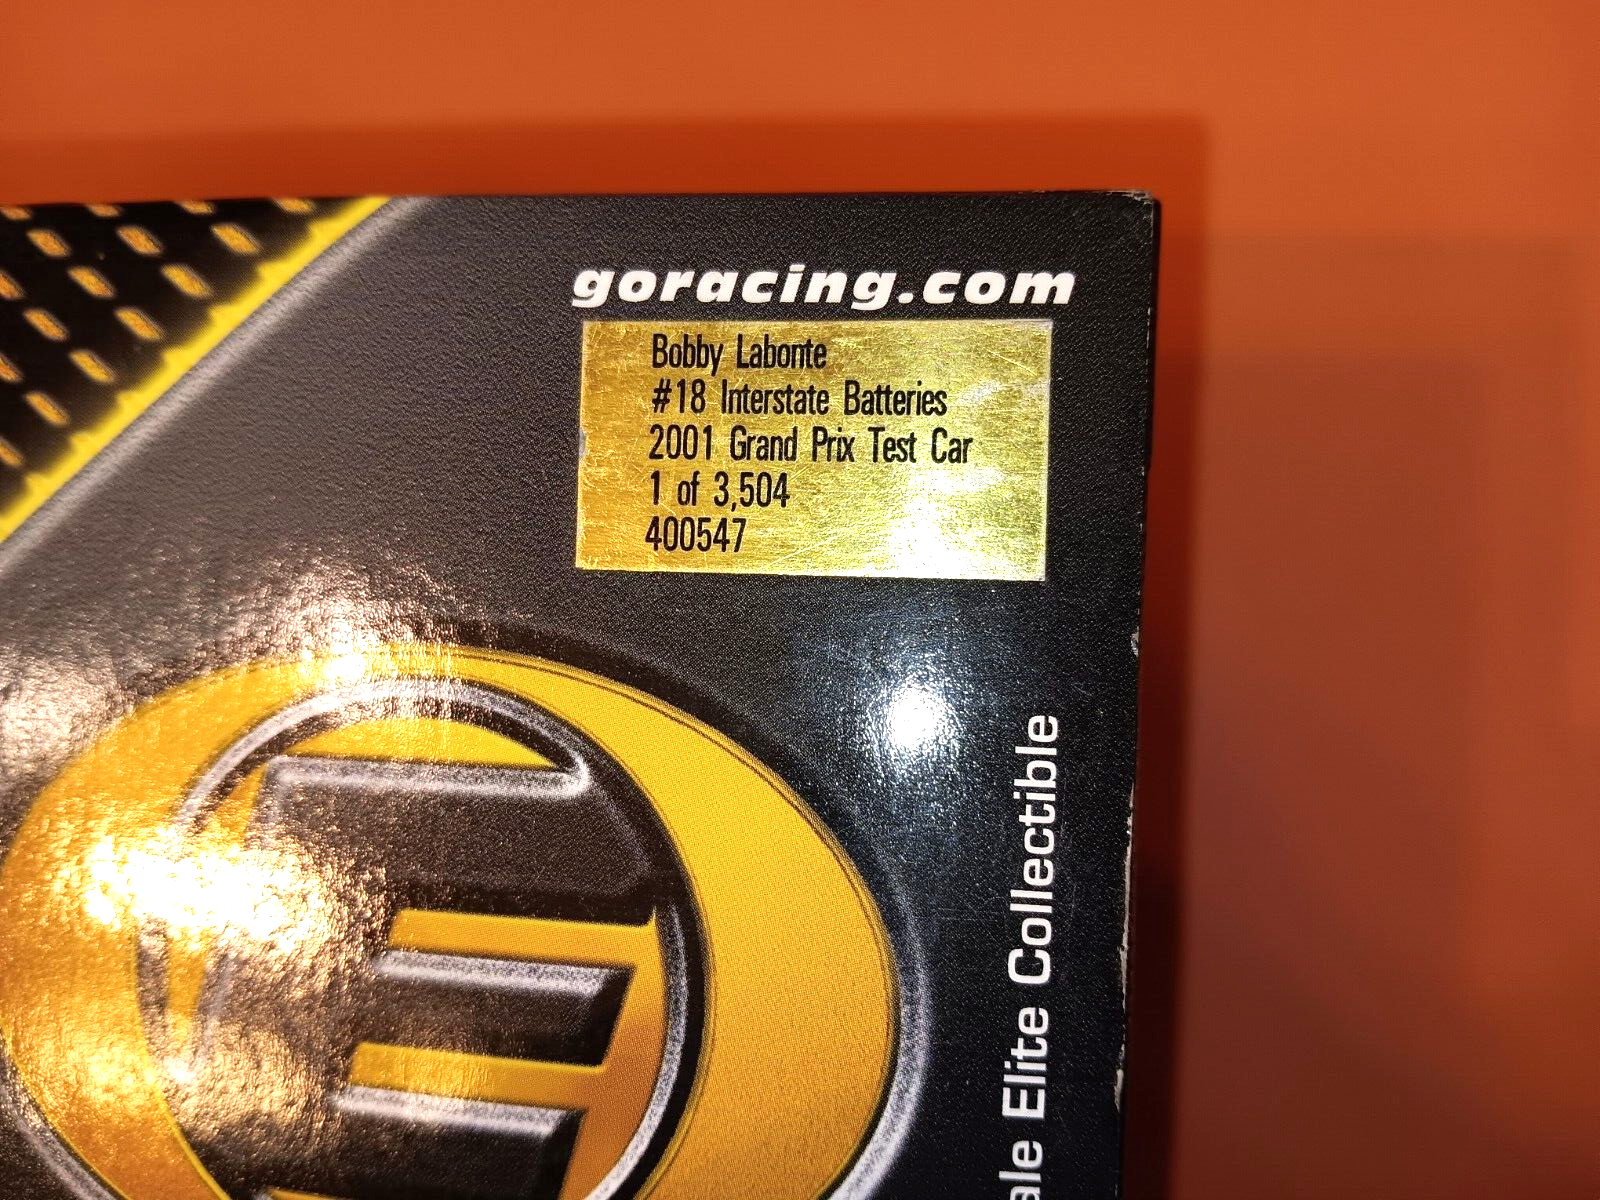 goracing.com
Bobby Labonte
#18 Interstate Batteries
2001 Grand Prix Test Car
1 of 3,504
400547
Elite Collectible